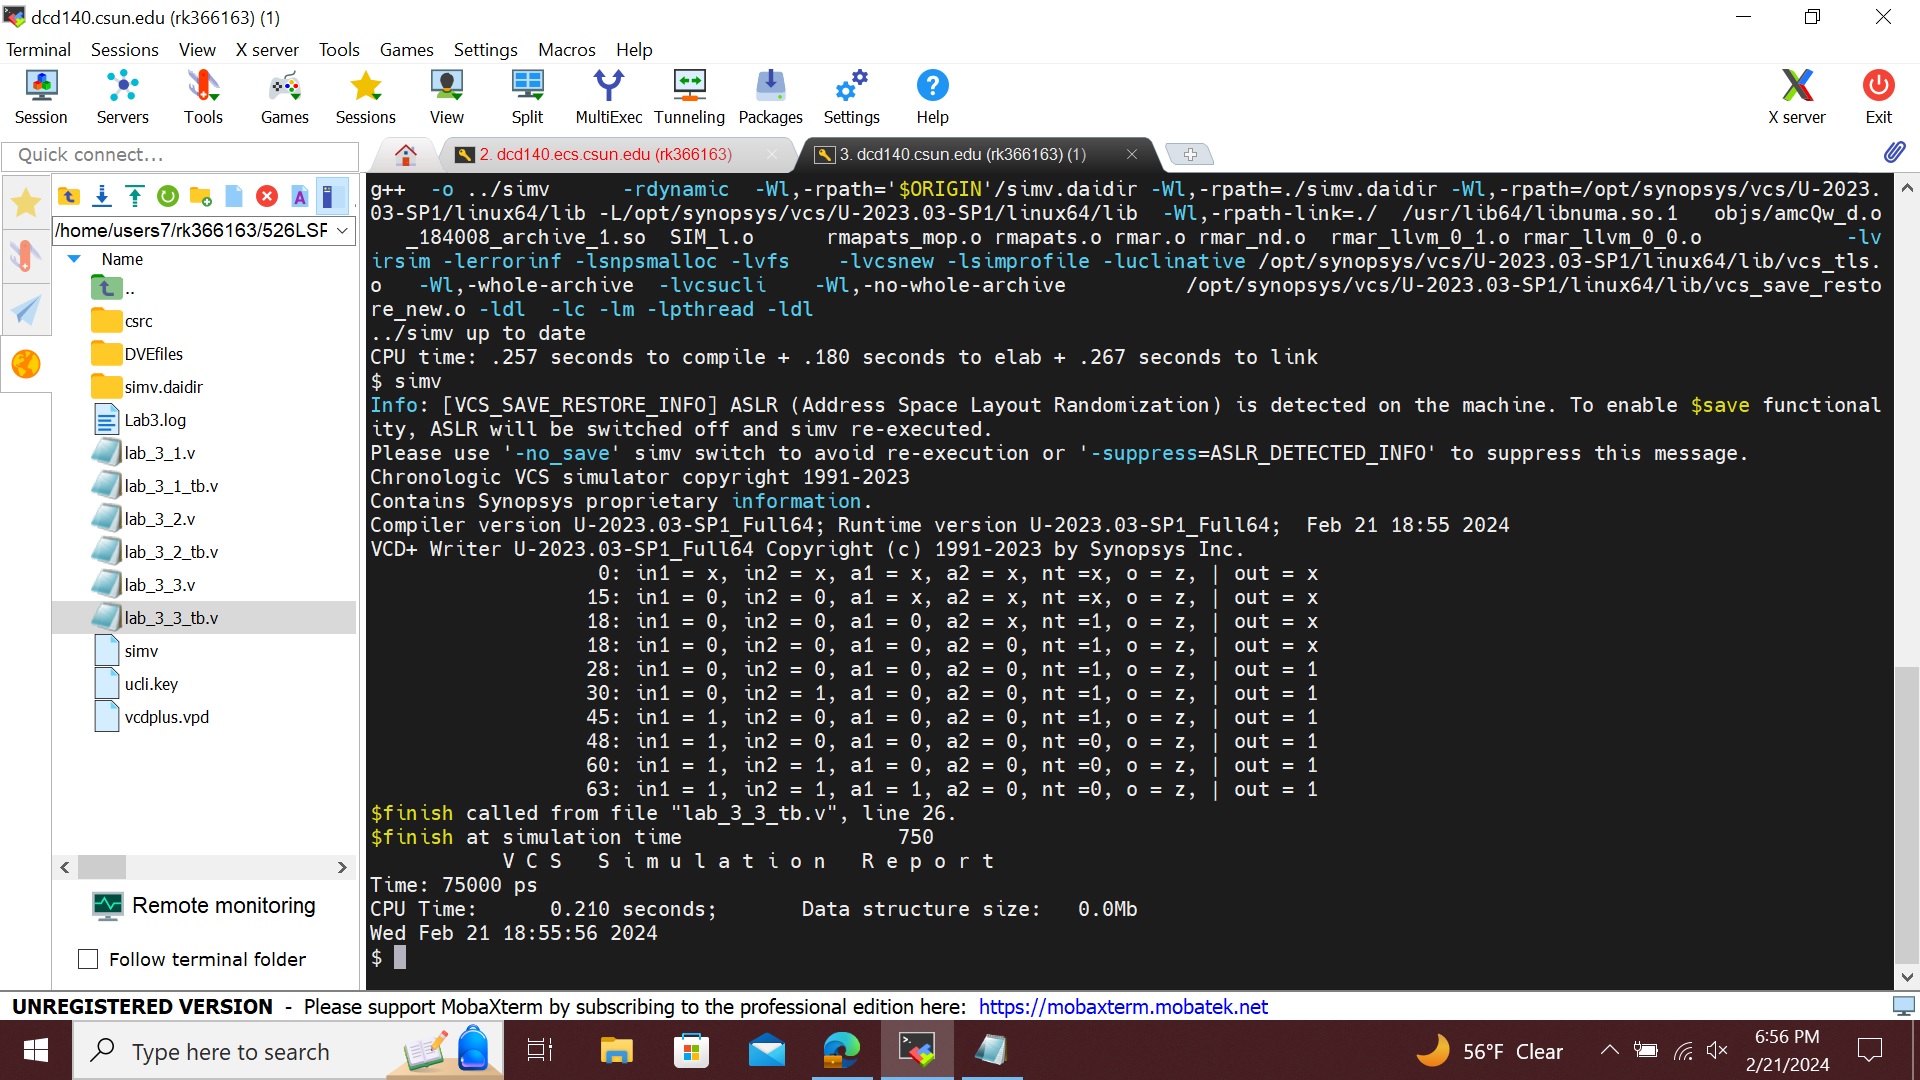 dcd140.csun.edu (rk366163) (1)
Terminal Sessions View X server Tools Games Settings Macros Help
Session Servers Tools Games Sessions View Split MultiExec Tunneling Packages Settings Help X server Exit
Quick connect...
2. dcd140.ecs.csun.edu (rk366163)
3. dcd140.csun.edu (rk366163) (1)
/home/users7/rk366163/526LSF
Name
..
csrc
DVEfiles
simv.daidir
Lab3.log
lab_3_1.v
lab_3_1_tb.v
lab_3_2.v
lab_3_2_tb.v
lab_3_3.v
lab_3_3_tb.v
simv
ucli.key
vcdplus.vpd
Remote monitoring
Follow terminal folder
g++  -o ../simv      -rdynamic  -Wl,-rpath='$ORIGIN'/simv.daidir -Wl,-rpath=./simv.daidir -Wl,-rpath=/opt/synopsys/vcs/U-2023.
03-SP1/linux64/lib -L/opt/synopsys/vcs/U-2023.03-SP1/linux64/lib  -Wl,-rpath-link=./  /usr/lib64/libnuma.so.1   objs/amcQw_d.o
   _184008_archive_1.so  SIM_l.o      rmapats_mop.o rmapats.o rmar.o rmar_nd.o  rmar_llvm_0_1.o rmar_llvm_0_0.o            -lv
irsim -lerrorinf -lsnpsmalloc -lvfs    -lvcsnew -lsimprofile -luclinative /opt/synopsys/vcs/U-2023.03-SP1/linux64/lib/vcs_tls.
o   -Wl,-whole-archive  -lvcsucli    -Wl,-no-whole-archive          /opt/synopsys/vcs/U-2023.03-SP1/linux64/lib/vcs_save_resto
re_new.o -ldl  -lc -lm -lpthread -ldl
../simv up to date
CPU time: .257 seconds to compile + .180 seconds to elab + .267 seconds to link
$ simv
Info: [VCS_SAVE_RESTORE_INFO] ASLR (Address Space Layout Randomization) is detected on the machine. To enable $save functional
ity, ASLR will be switched off and simv re-executed.
Please use '-no_save' simv switch to avoid re-execution or '-suppress=ASLR_DETECTED_INFO' to suppress this message.
Chronologic VCS simulator copyright 1991-2023
Contains Synopsys proprietary information.
Compiler version U-2023.03-SP1_Full64; Runtime version U-2023.03-SP1_Full64;  Feb 21 18:55 2024
VCD+ Writer U-2023.03-SP1_Full64 Copyright (c) 1991-2023 by Synopsys Inc.
                   0: in1 = x, in2 = x, a1 = x, a2 = x, nt =x, o = z, | out = x
                  15: in1 = 0, in2 = 0, a1 = x, a2 = x, nt =x, o = z, | out = x
                  18: in1 = 0, in2 = 0, a1 = 0, a2 = x, nt =1, o = z, | out = x
                  18: in1 = 0, in2 = 0, a1 = 0, a2 = 0, nt =1, o = z, | out = x
                  28: in1 = 0, in2 = 0, a1 = 0, a2 = 0, nt =1, o = z, | out = 1
                  30: in1 = 0, in2 = 1, a1 = 0, a2 = 0, nt =1, o = z, | out = 1
                  45: in1 = 1, in2 = 0, a1 = 0, a2 = 0, nt =1, o = z, | out = 1
                  48: in1 = 1, in2 = 0, a1 = 0, a2 = 0, nt =0, o = z, | out = 1
                  60: in1 = 1, in2 = 1, a1 = 0, a2 = 0, nt =0, o = z, | out = 1
                  63: in1 = 1, in2 = 1, a1 = 1, a2 = 0, nt =0, o = z, | out = 1
$finish called from file "lab_3_3_tb.v", line 26.
$finish at simulation time                  750
           V C S   S i m u l a t i o n   R e p o r t
Time: 75000 ps
CPU Time:      0.210 seconds;       Data structure size:   0.0Mb
Wed Feb 21 18:55:56 2024
$
UNREGISTERED VERSION - Please support MobaXterm by subscribing to the professional edition here: https://mobaxterm.mobatek.net
Type here to search
56°F Clear
6:56 PM
2/21/2024